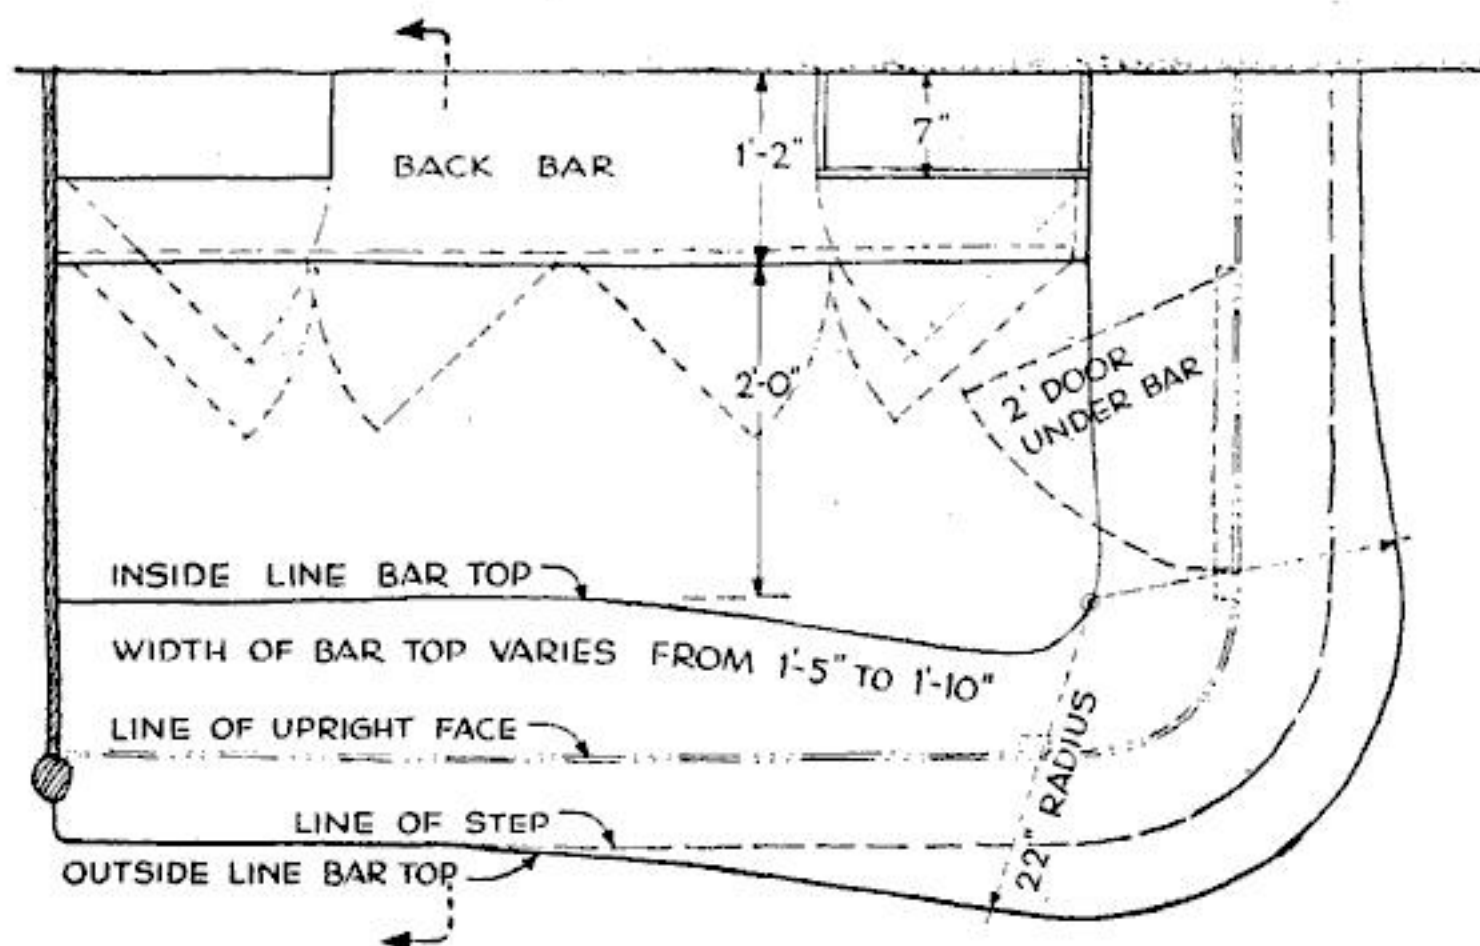 BACK BAR
1'-2"
7"
2'-0"
2' DOOR
UNDER BAR
INSIDE LINE BAR TOP
WIDTH OF BAR TOP VARIES FROM 1'-5" TO 1'-10"
LINE OF UPRIGHT FACE
22" RADIUS
LINE OF STEP
OUTSIDE LINE BAR TOP